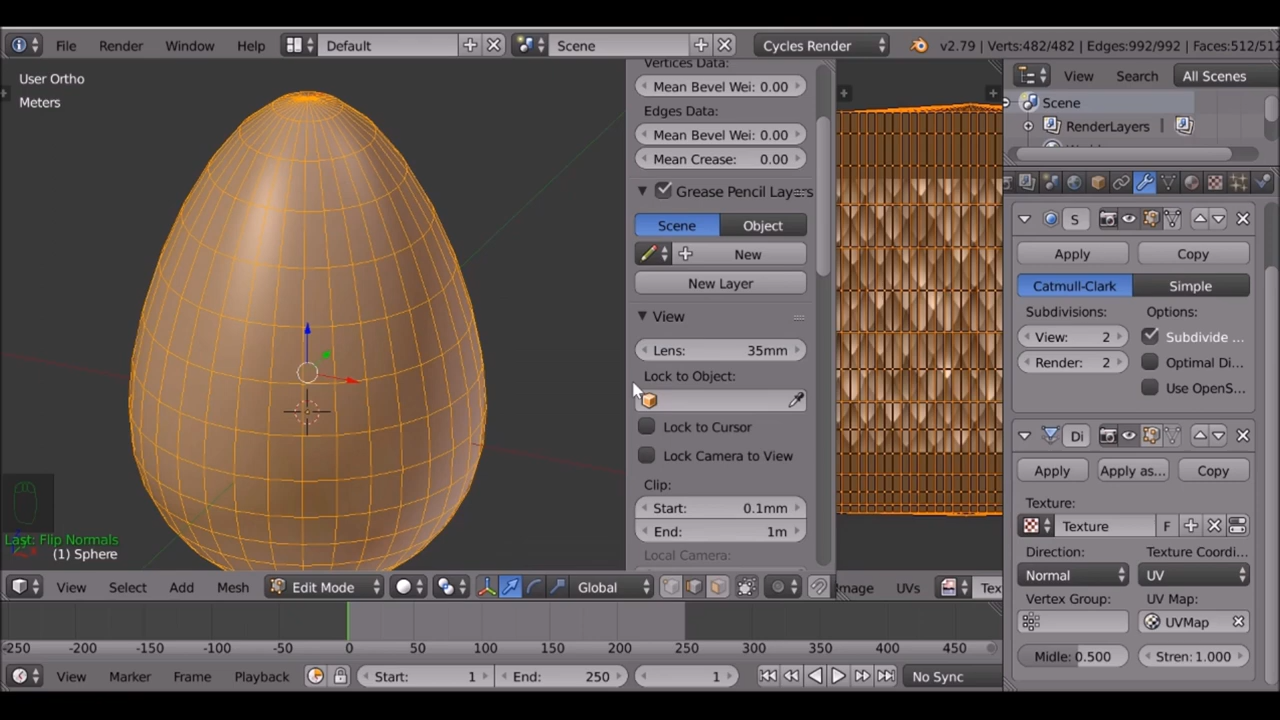 File Render Window Help Default Scene Cycles Render v2.79 | Verts:482/482 | Edges:992/992 | Faces:512/512
User Ortho
Meters
Vertices Data:
Mean Bevel Wei: 0.00
Edges Data:
Mean Bevel Wei: 0.00
Mean Crease: 0.00
Grease Pencil Layers
Scene Object
New
New Layer
View
Lens: 35mm
Lock to Object:
Lock to Cursor
Lock Camera to View
Clip:
Start: 0.1mm
End: 1m
Local Camera:
View Search All Scenes
Scene
RenderLayers |
S
Apply Copy
Catmull-Clark Simple
Subdivisions: Options:
View: 2 Subdivide ...
Render: 2 Optimal Di...
Use OpenS...
Di
Apply Apply as... Copy
Texture:
Texture F
Direction: Texture Coordi...
Normal UV
Vertex Group: UV Map:
UVMap
Midle: 0.500 Stren: 1.000
Last: Flip Normals
(1) Sphere
View Select Add Mesh Edit Mode Global
mage UVs Tex
-250 -200 -150 -100 -50 0 50 100 150 200 250 300 350 400 450
View Marker Frame Playback Start: 1 End: 250 1 No Sync